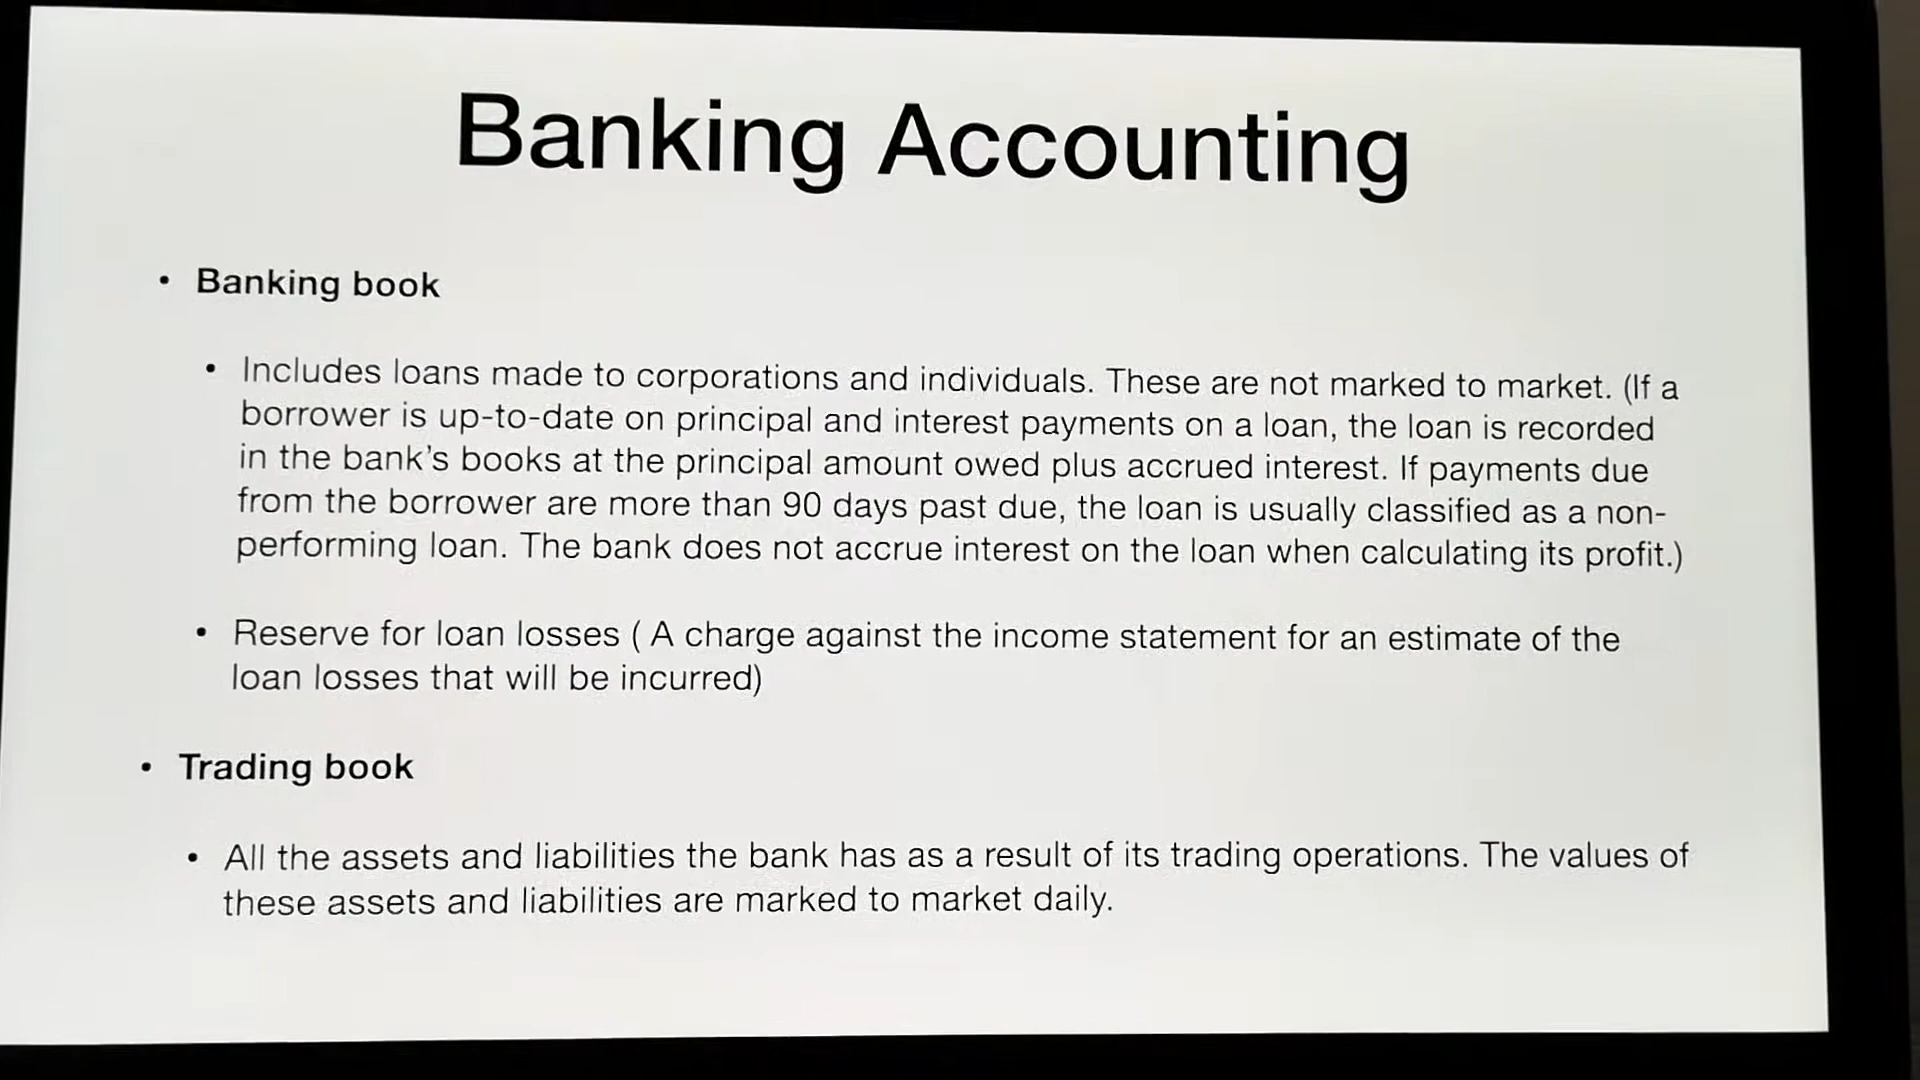 Banking Accounting
• Banking book
• Includes loans made to corporations and individuals. These are not marked to market. (If a
borrower is up-to-date on principal and interest payments on a loan, the loan is recorded
in the bank’s books at the principal amount owed plus accrued interest. If payments due
from the borrower are more than 90 days past due, the loan is usually classified as a non-
performing loan. The bank does not accrue interest on the loan when calculating its profit.)
• Reserve for loan losses ( A charge against the income statement for an estimate of the
loan losses that will be incurred)
• Trading book
• All the assets and liabilities the bank has as a result of its trading operations. The values of
these assets and liabilities are marked to market daily.